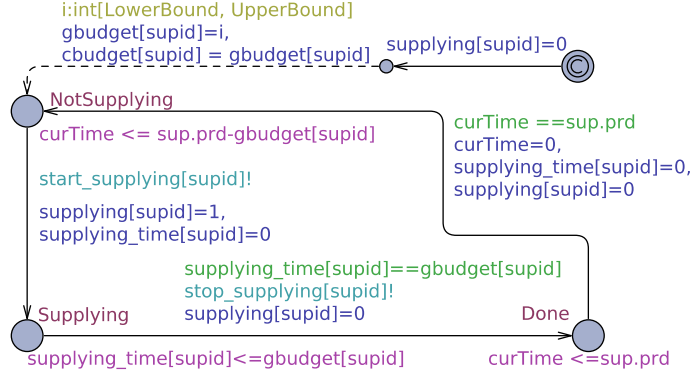 i:int[LowerBound, UpperBound]
gbudget[supid]=i,
cbudget[supid] = gbudget[supid]
supplying[supid]=0
C
NotSupplying
curTime <= sup.prd-gbudget[supid]
curTime ==sup.prd
curTime=0,
supplying_time[supid]=0,
supplying[supid]=0
start_supplying[supid]!
supplying[supid]=1,
supplying_time[supid]=0
supplying_time[supid]==gbudget[supid]
stop_supplying[supid]!
supplying[supid]=0
Supplying
Done
supplying_time[supid]<=gbudget[supid]
curTime <=sup.prd